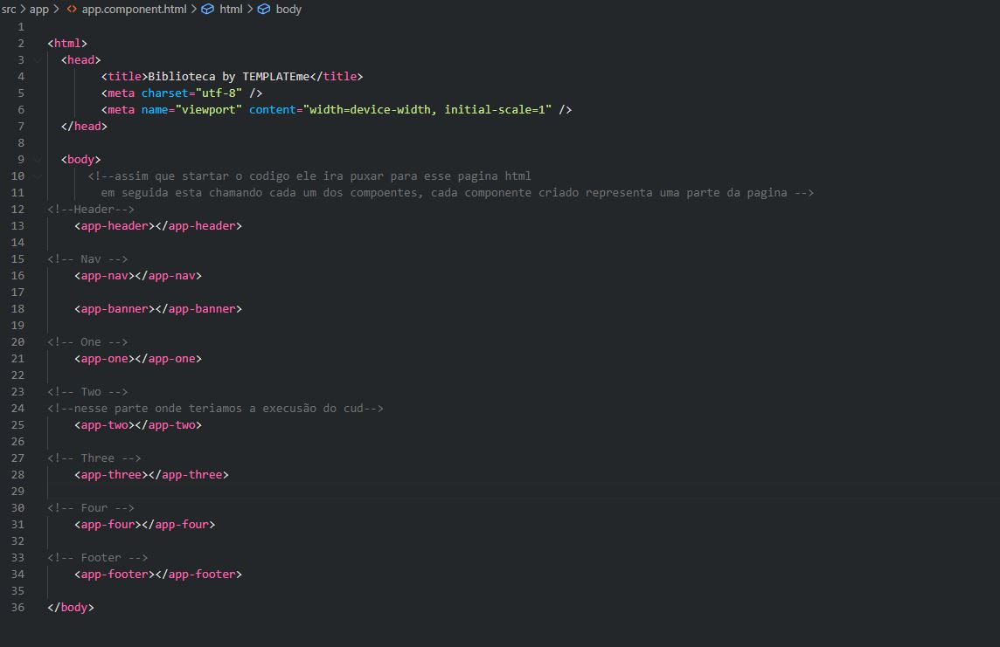 src > app > <> app.component.html > html > body
1
2 <html>
3 <head>
4 <title>Biblioteca by TEMPLATEme</title>
5 <meta charset="utf-8" />
6 <meta name="viewport" content="width=device-width, initial-scale=1" />
7 </head>
8
9 <body>
10 <!--assim que startar o codigo ele ira puxar para esse pagina html
11 em seguida esta chamando cada um dos compoentes, cada componente criado representa uma parte da pagina -->
12 <!--Header-->
13 <app-header></app-header>
14
15 <!-- Nav -->
16 <app-nav></app-nav>
17
18 <app-banner></app-banner>
19
20 <!-- One -->
21 <app-one></app-one>
22
23 <!-- Two -->
24 <!--nesse parte onde teriamos a execusão do cud-->
25 <app-two></app-two>
26
27 <!-- Three -->
28 <app-three></app-three>
29
30 <!-- Four -->
31 <app-four></app-four>
32
33 <!-- Footer -->
34 <app-footer></app-footer>
35
36 </body>